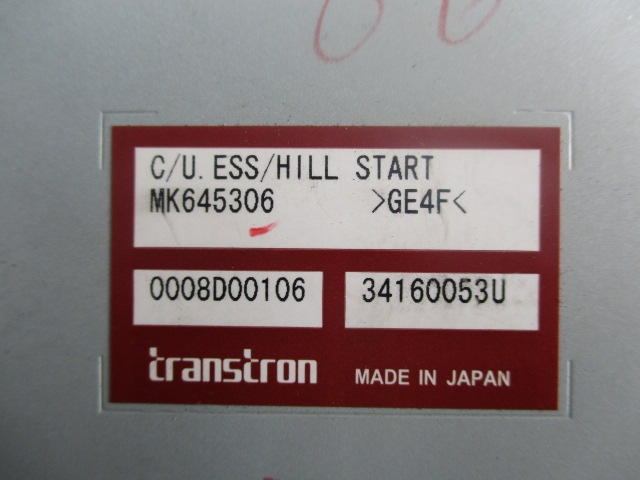 C/U. ESS/HILL START
MK645306 >GE4F<
0008D00106 34160053U
transtron MADE IN JAPAN